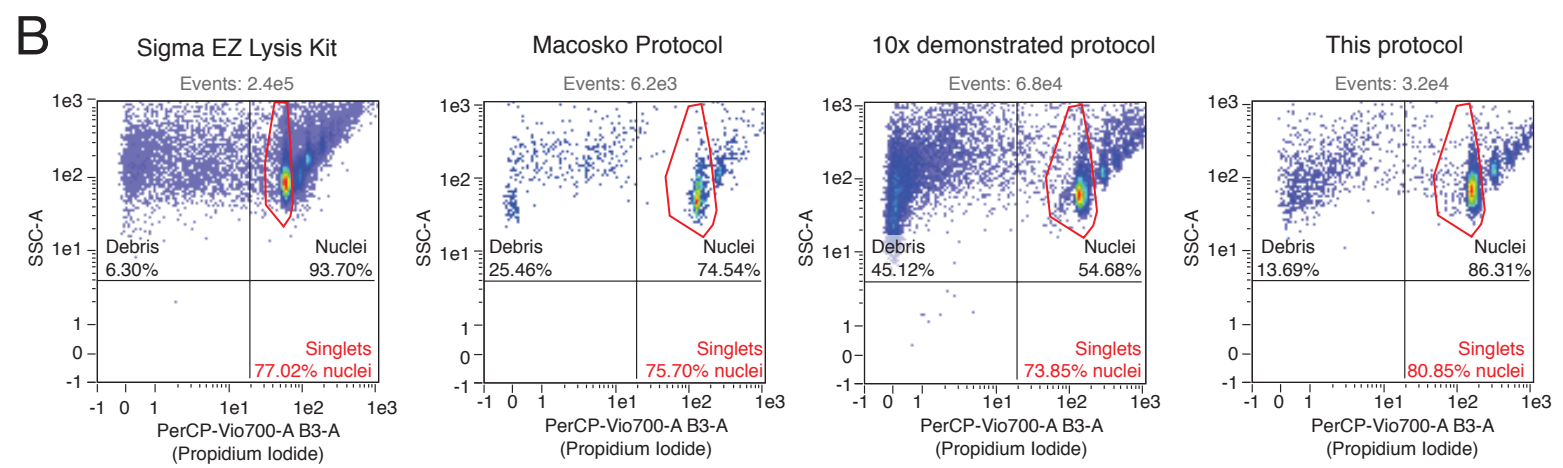 B
Sigma EZ Lysis Kit
Events: 2.4e5
1e3
1e2
1e1
1
0
-1
SSC-A
Debris
6.30%
Nuclei
93.70%
Singlets
77.02% nuclei
-1 0 1 1e1 1e2 1e3
PerCP-Vio700-A B3-A
(Propidium Iodide)
Macosko Protocol
Events: 6.2e3
1e3
1e2
1e1
1
0
-1
SSC-A
Debris
25.46%
Nuclei
74.54%
Singlets
75.70% nuclei
-1 0 1 1e1 1e2 1e3
PerCP-Vio700-A B3-A
(Propidium Iodide)
10x demonstrated protocol
Events: 6.8e4
1e3
1e2
1e1
1
0
-1
SSC-A
Debris
45.12%
Nuclei
54.68%
Singlets
73.85% nuclei
-1 0 1 1e1 1e2 1e3
PerCP-Vio700-A B3-A
(Propidium Iodide)
This protocol
Events: 3.2e4
1e3
1e2
1e1
1
0
-1
SSC-A
Debris
13.69%
Nuclei
86.31%
Singlets
80.85% nuclei
-1 0 1 1e1 1e2 1e3
PerCP-Vio700-A B3-A
(Propidium Iodide)